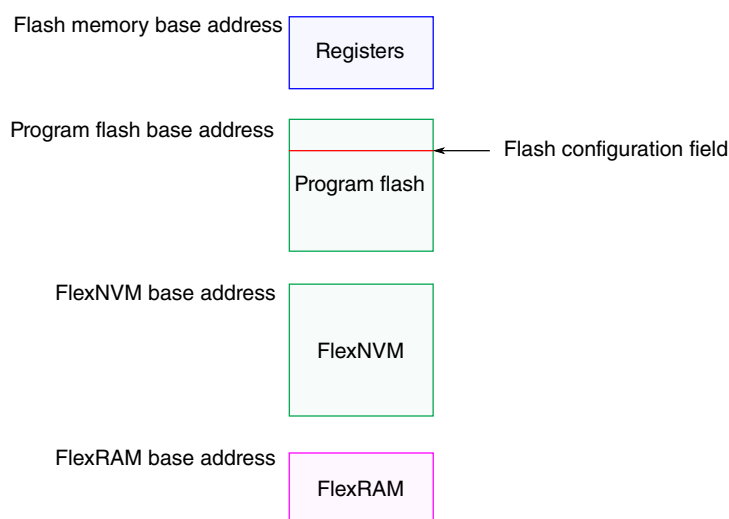 Flash memory base address
Registers
Program flash base address
Flash configuration field
Program flash
FlexNVM base address
FlexNVM
FlexRAM base address
FlexRAM